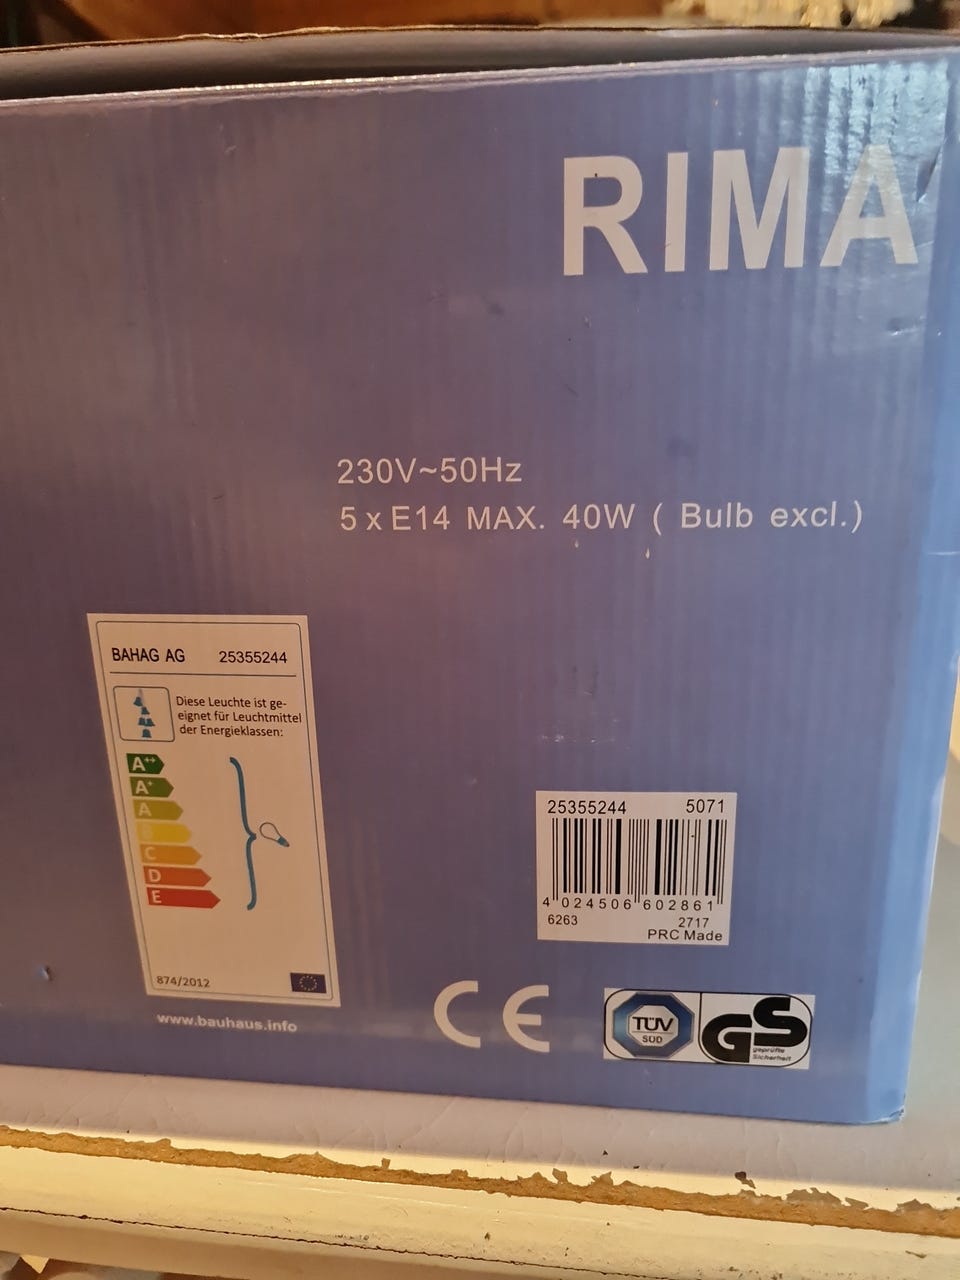 RIMA
230V~50Hz
5 x E14 MAX. 40W ( Bulb excl.)
BAHAG AG 25355244
Diese Leuchte ist ge-
eignet für Leuchtmittel
der Energieklassen:
A++
A+
A
B
C
D
E
874/2012
www.bauhaus.info
25355244 5071
4 024506 602861
6263 2717
PRC Made
CE
TÜV
SÜD
GS
geprüfte
Sicherheit